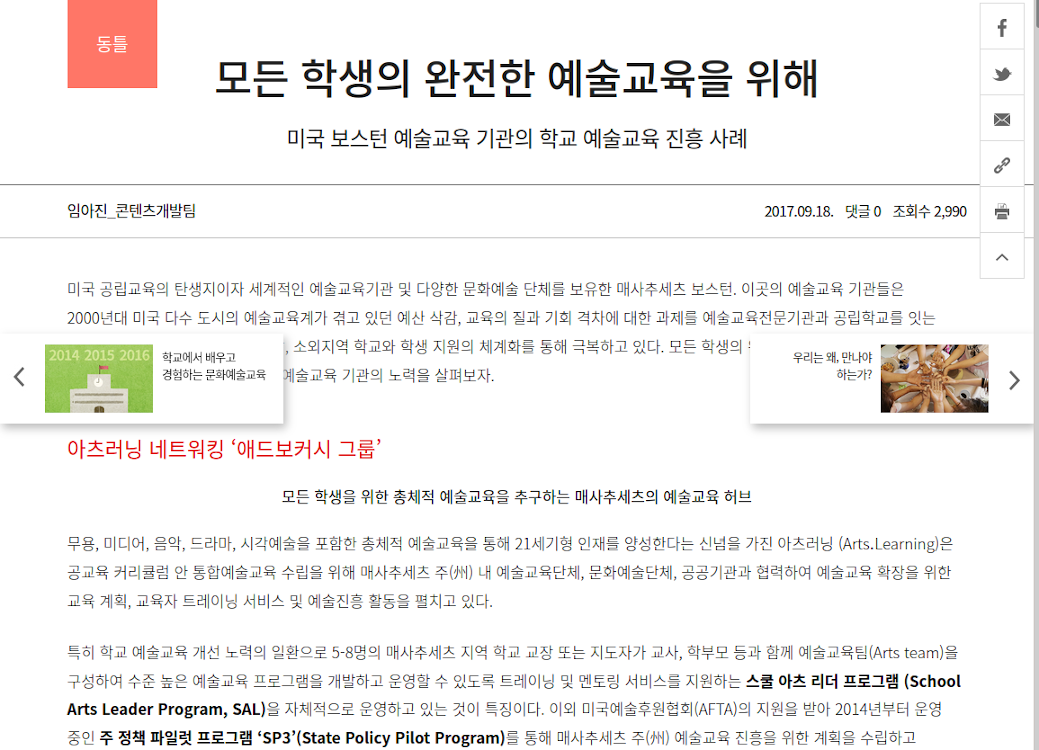 동틀
모든 학생의 완전한 예술교육을 위해
미국 보스턴 예술교육 기관의 학교 예술교육 진흥 사례
임아진_콘텐츠개발팀
2017.09.18. 댓글 0 조회수 2,990
미국 공립교육의 탄생지이자 세계적인 예술교육기관 및 다양한 문화예술 단체를 보유한 매사추세츠 보스턴. 이곳의 예술교육 기관들은
2000년대 미국 다수 도시의 예술교육계가 겪고 있던 예산 삭감, 교육의 질과 기회 격차에 대한 과제를 예술교육전문기관과 공립학교를 잇는
, 소외지역 학교와 학생 지원의 체계화를 통해 극복하고 있다. 모든 학생의
예술교육 기관의 노력을 살펴보자.
2014 2015 2016
학교에서 배우고
경험하는 문화예술교육
우리는 왜, 만나야
하는가?
아츠러닝 네트워킹 ‘애드보커시 그룹’
모든 학생을 위한 총체적 예술교육을 추구하는 매사추세츠의 예술교육 허브
무용, 미디어, 음악, 드라마, 시각예술을 포함한 총체적 예술교육을 통해 21세기형 인재를 양성한다는 신념을 가진 아츠러닝 (Arts.Learning)은
공교육 커리큘럼 안 통합예술교육 수립을 위해 매사추세츠 주(州) 내 예술교육단체, 문화예술단체, 공공기관과 협력하여 예술교육 확장을 위한
교육 계획, 교육자 트레이닝 서비스 및 예술진흥 활동을 펼치고 있다.
특히 학교 예술교육 개선 노력의 일환으로 5-8명의 매사추세츠 지역 학교 교장 또는 지도자가 교사, 학부모 등과 함께 예술교육팀(Arts team)을
구성하여 수준 높은 예술교육 프로그램을 개발하고 운영할 수 있도록 트레이닝 및 멘토링 서비스를 지원하는 스쿨 아츠 리더 프로그램 (School
Arts Leader Program, SAL)을 자체적으로 운영하고 있는 것이 특징이다. 이외 미국예술후원협회(AFTA)의 지원을 받아 2014년부터 운영
중인 주 정책 파일럿 프로그램 ‘SP3’(State Policy Pilot Program)를 통해 매사추세츠 주(州) 예술교육 진흥을 위한 계획을 수립하고